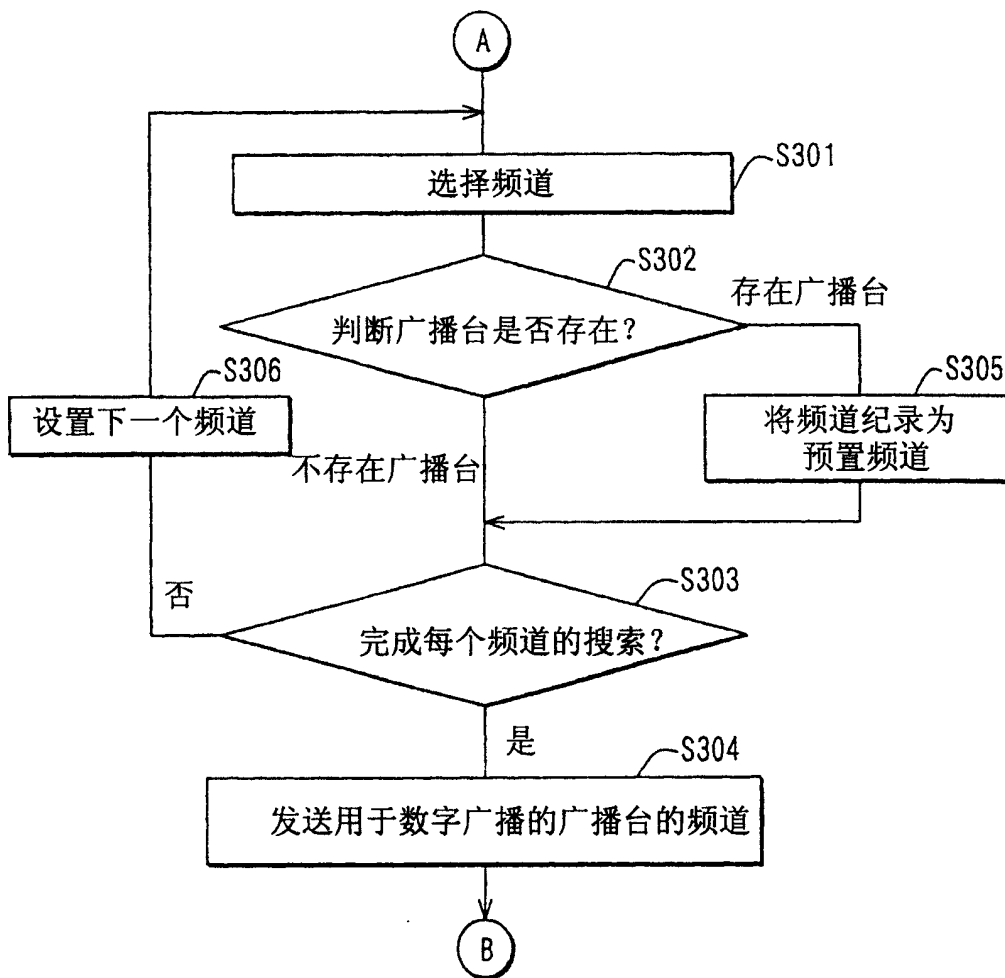 A
S301
选择频道
S302
存在广播台
判断广播台是否存在?
S306
设置下一个频道
S305
将频道纪录为
预置频道
不存在广播台
否
S303
完成每个频道的搜索?
是
S304
发送用于数字广播的广播台的频道
B